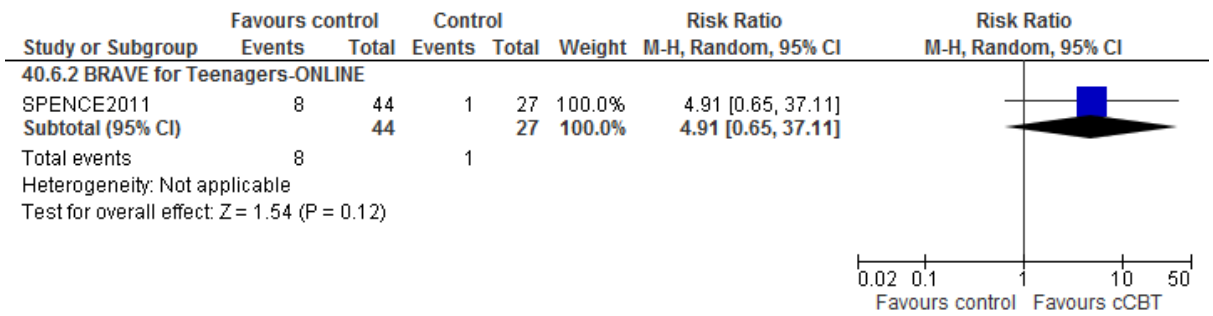 Favours control Control Risk Ratio Risk Ratio
Study or Subgroup Events Total Events Total Weight M-H, Random, 95% CI M-H, Random, 95% CI
40.6.2 BRAVE for Teenagers-ONLINE
SPENCE2011 8 44 1 27 100.0% 4.91 [0.65, 37.11]
Subtotal (95% CI) 44 27 100.0% 4.91 [0.65, 37.11]
Total events 8 1
Heterogeneity: Not applicable
Test for overall effect: Z = 1.54 (P = 0.12)
0.02 0.1 1 10 50
Favours control Favours cCBT